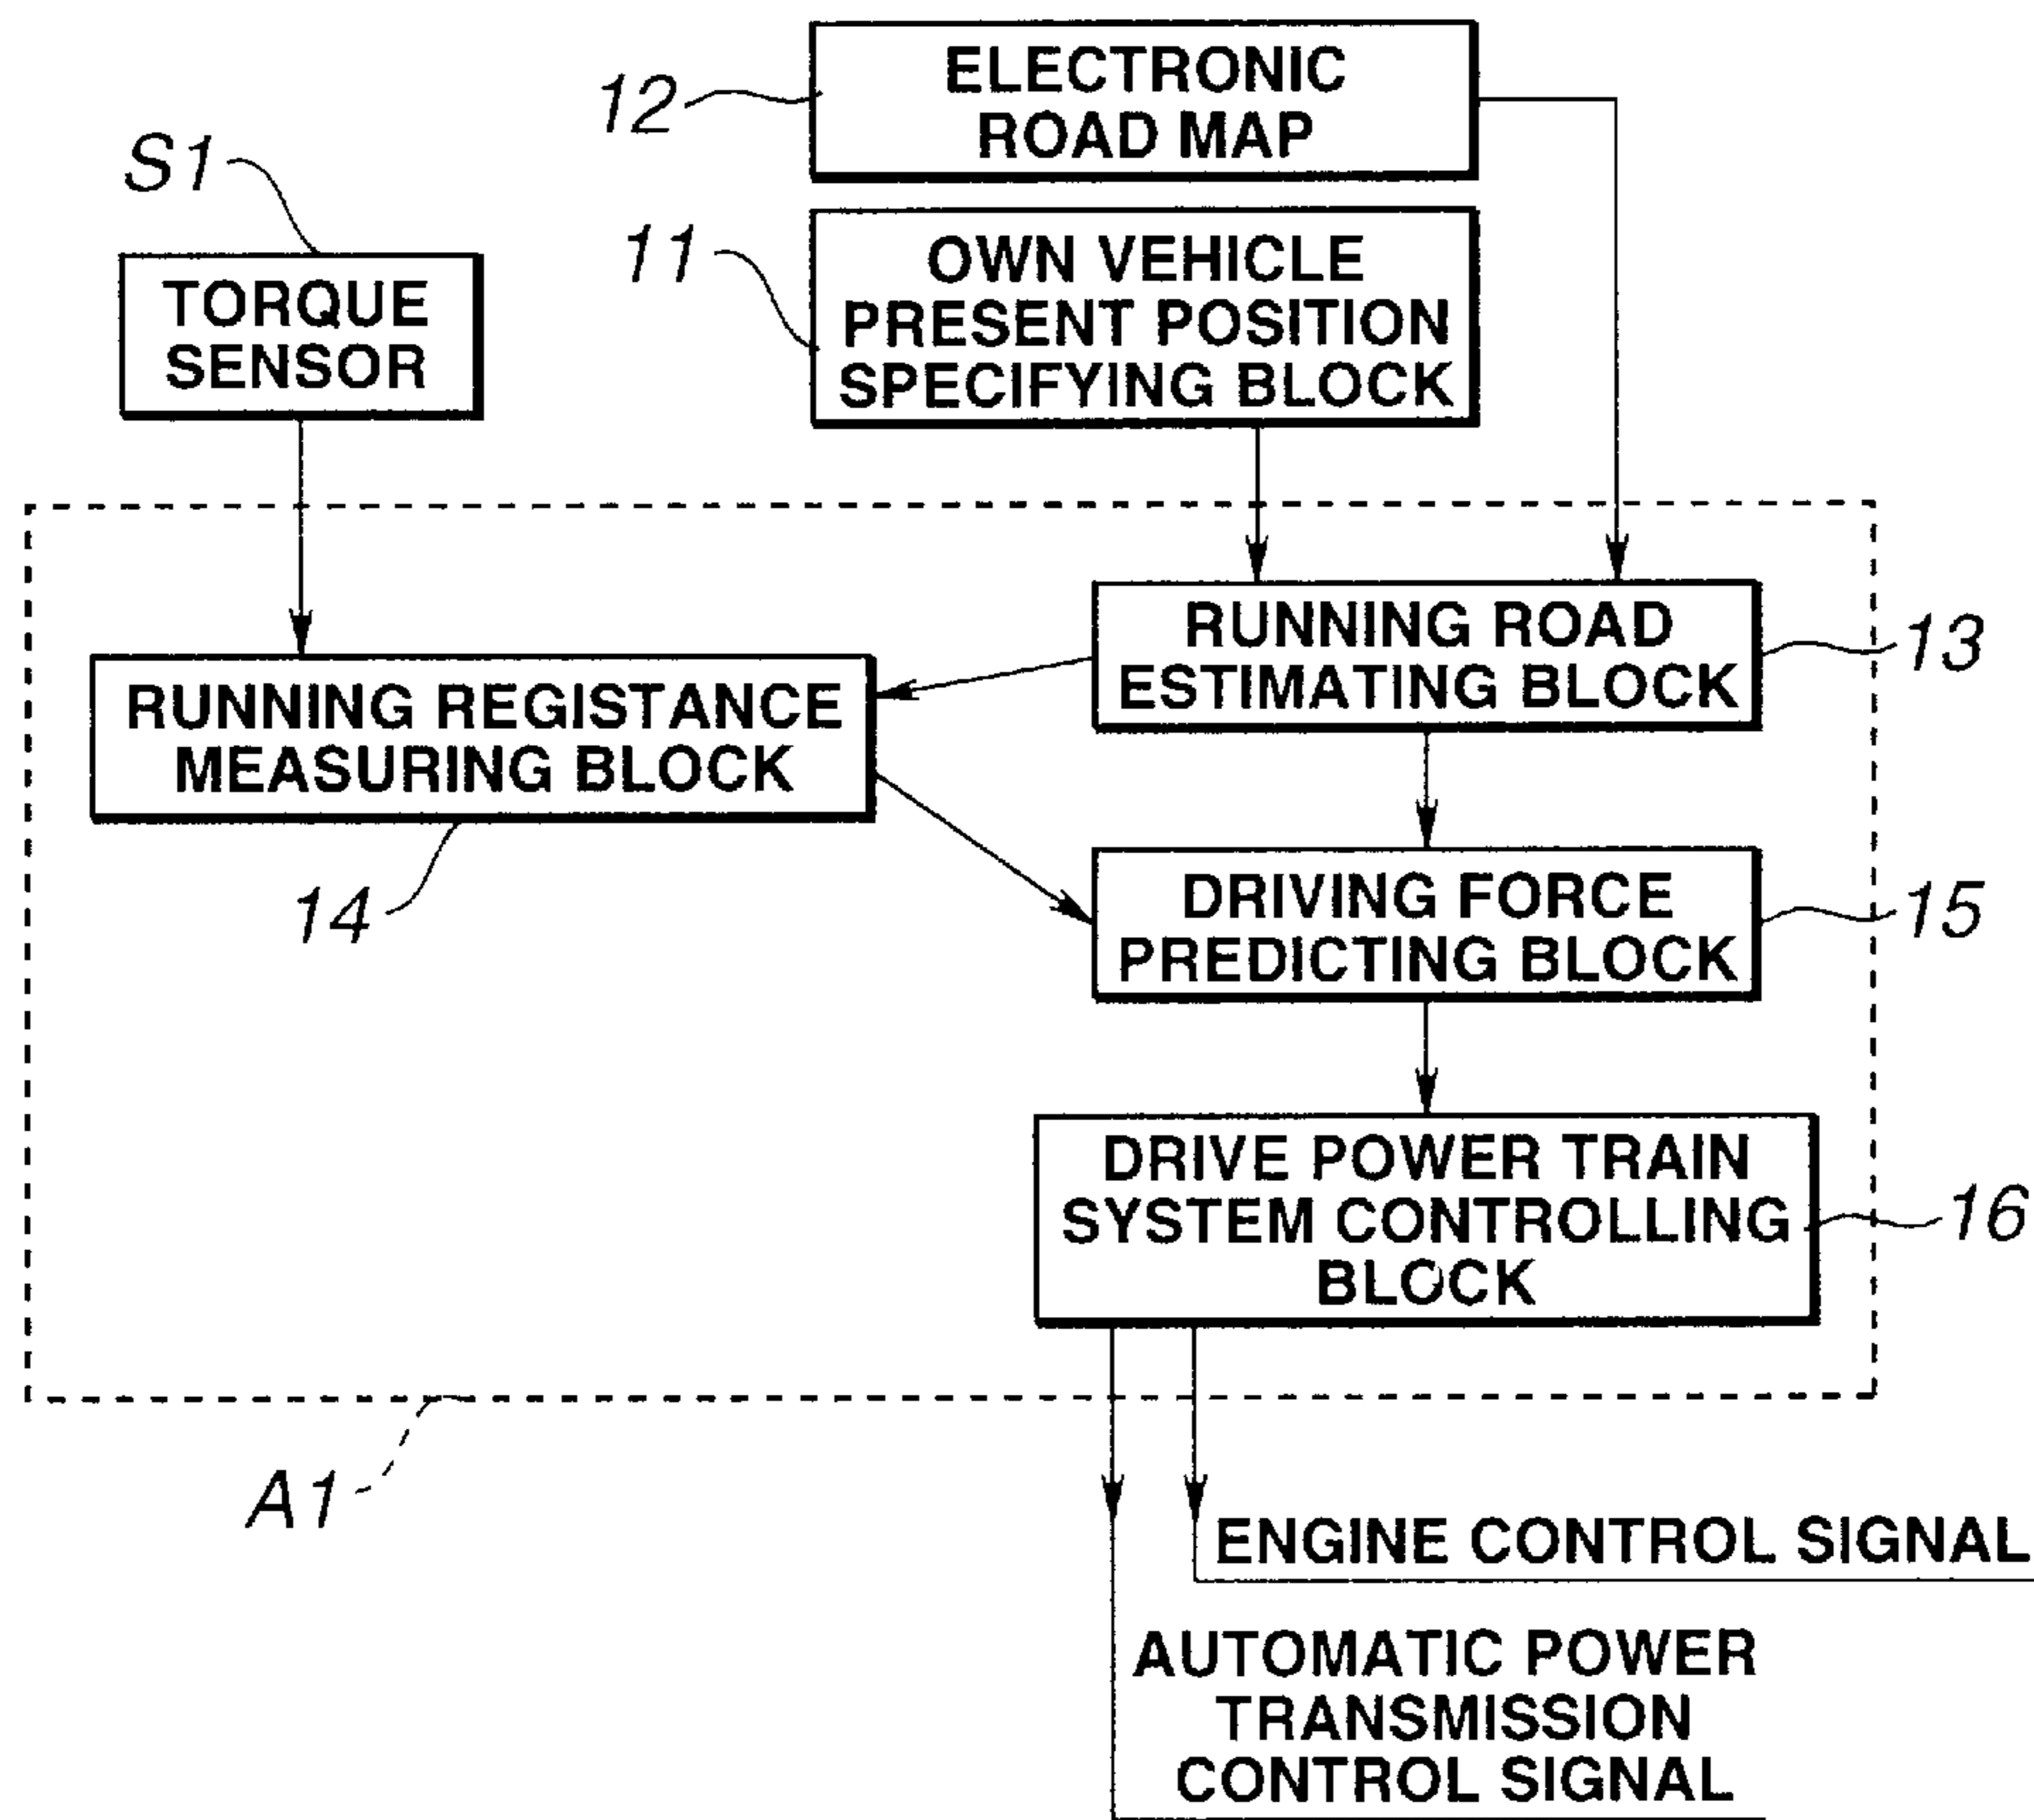 ELECTRONIC
ROAD MAP
12
S1
OWN VEHICLE
PRESENT POSITION
SPECIFYING BLOCK
11
TORQUE
SENSOR
RUNNING ROAD
ESTIMATING BLOCK
13
RUNNING REGISTANCE
MEASURING BLOCK
14
DRIVING FORCE
PREDICTING BLOCK
15
DRIVE POWER TRAIN
SYSTEM CONTROLLING
BLOCK
16
A1
ENGINE CONTROL SIGNAL
AUTOMATIC POWER
TRANSMISSION
CONTROL SIGNAL